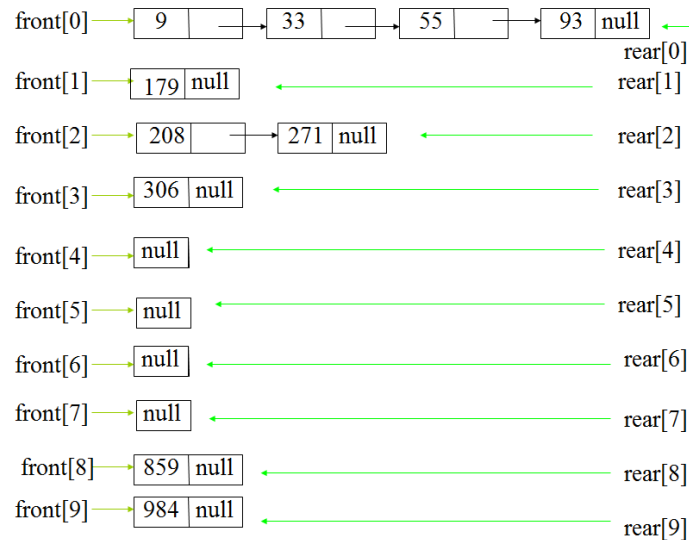 front[0] 9 33 55 93 null
rear[0]
front[1] 179 null rear[1]
front[2] 208 271 null rear[2]
front[3] 306 null rear[3]
front[4] null rear[4]
front[5] null rear[5]
front[6] null rear[6]
front[7] null rear[7]
front[8] 859 null rear[8]
front[9] 984 null rear[9]